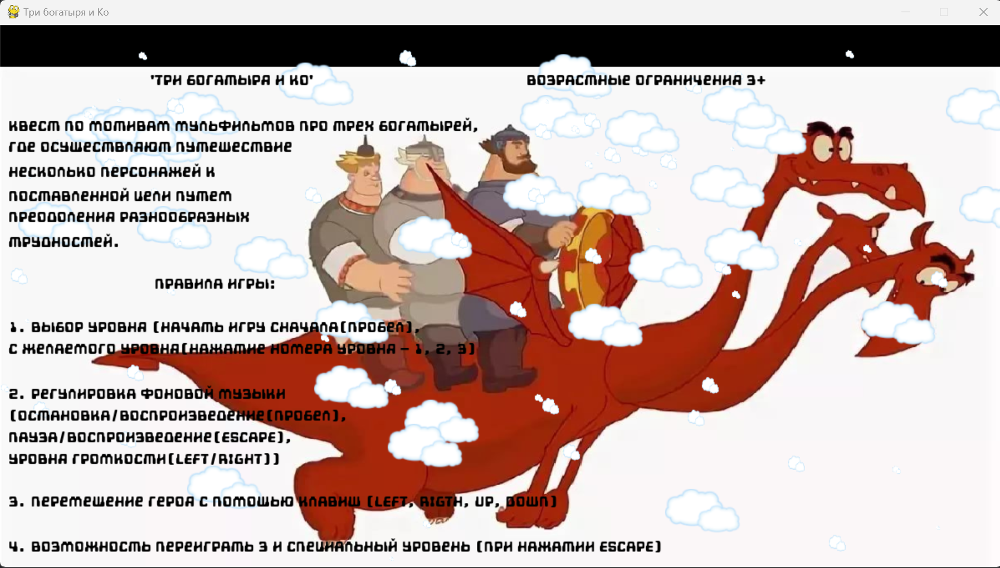 Три богатыря и Ко
'ТРИ БОГАТЫРЯ И КО'
ВОЗРАСТНЫЕ ОГРАНИЧЕНИЯ 3+
КВЕСТ ПО МОТИВАМ МУЛЬФИЛЬМОВ ПРО ТРЕХ БОГАТЫРЕЙ,
ГДЕ ОСУЩЕСТВЛЯЮТ ПУТЕШЕСТВИЕ
НЕСКОЛЬКО ПЕРСОНАЖЕЙ К
ПОСТАВЛЕННОЙ ЦЕЛИ ПУТЕМ
ПРЕОДОЛЕНИЯ РАЗНООБРАЗНЫХ
ТРУДНОСТЕЙ.
ПРАВИЛА ИГРЫ:
1. ВЫБОР УРОВНЯ (НАЧАТЬ ИГРУ СНАЧАЛА(ПРОБЕЛ),
С ЖЕЛАЕМОГО УРОВНЯ(НАЖАТИЕ НОМЕРА УРОВНЯ - 1, 2, 3)
2. РЕГУЛИРОВКА ФОНОВОЙ МУЗЫКИ
(ОСТАНОВКА/ВОСПРОИЗВЕДЕНИЕ(ПРОБЕЛ),
ПАУЗА/ВОСПРОИЗВЕДЕНИЕ(ESCAPE),
УРОВНЯ ГРОМКОСТИ(LEFT/RIGHT))
3. ПЕРЕМЕЩЕНИЕ ГЕРОЯ С ПОМОЩЬЮ КЛАВИШ (LEFT, RIGTH, UP, DOWN)
4. ВОЗМОЖНОСТЬ ПЕРЕИГРАТЬ 3 И СПЕЦИАЛЬНЫЙ УРОВЕНЬ (ПРИ НАЖАТИИ ESCAPE)